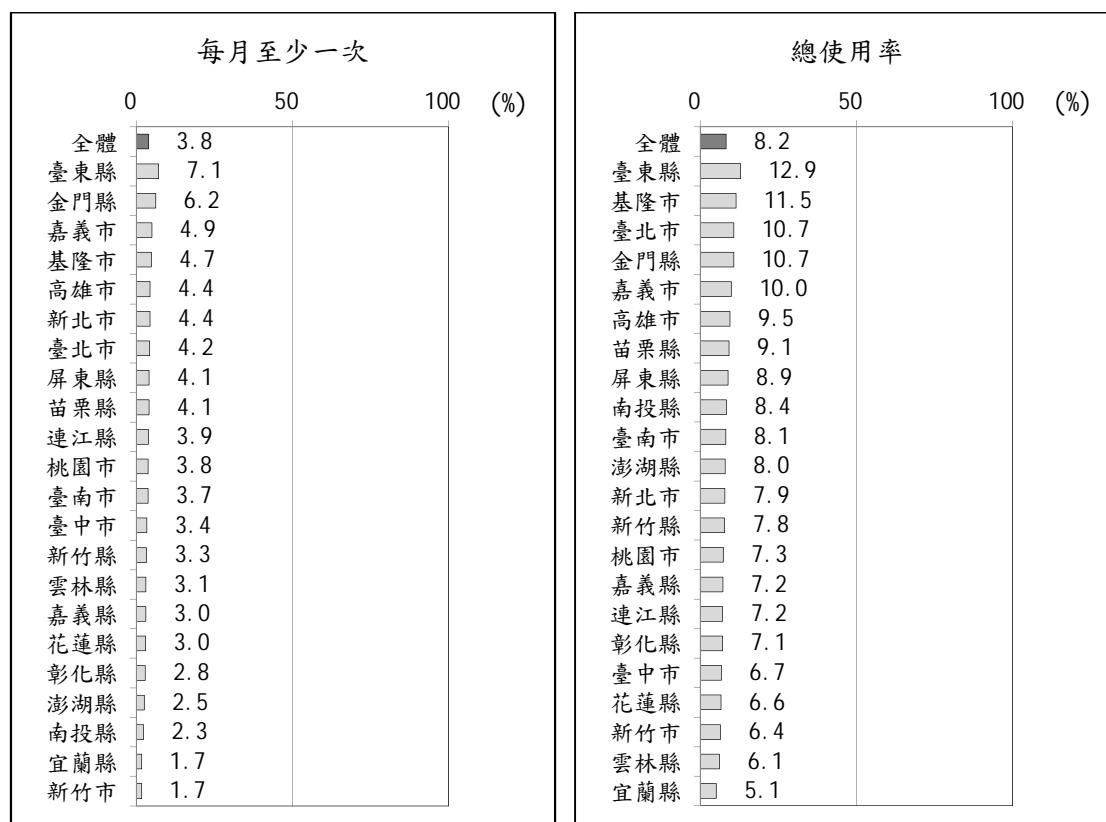 每月至少一次
0 50 100 (%)
全體 3.8
臺東縣 7.1
金門縣 6.2
嘉義市 4.9
基隆市 4.7
高雄市 4.4
新北市 4.4
臺北市 4.2
屏東縣 4.1
苗栗縣 4.1
連江縣 3.9
桃園市 3.8
臺南市 3.7
臺中市 3.4
新竹縣 3.3
雲林縣 3.1
嘉義縣 3.0
花蓮縣 3.0
彰化縣 2.8
澎湖縣 2.5
南投縣 2.3
宜蘭縣 1.7
新竹市 1.7
總使用率
0 50 100 (%)
全體 8.2
臺東縣 12.9
基隆市 11.5
臺北市 10.7
金門縣 10.7
嘉義市 10.0
高雄市 9.5
苗栗縣 9.1
屏東縣 8.9
南投縣 8.4
臺南市 8.1
澎湖縣 8.0
新北市 7.9
新竹縣 7.8
桃園市 7.3
嘉義縣 7.2
連江縣 7.2
彰化縣 7.1
臺中市 6.7
花蓮縣 6.6
新竹市 6.4
雲林縣 6.1
宜蘭縣 5.1